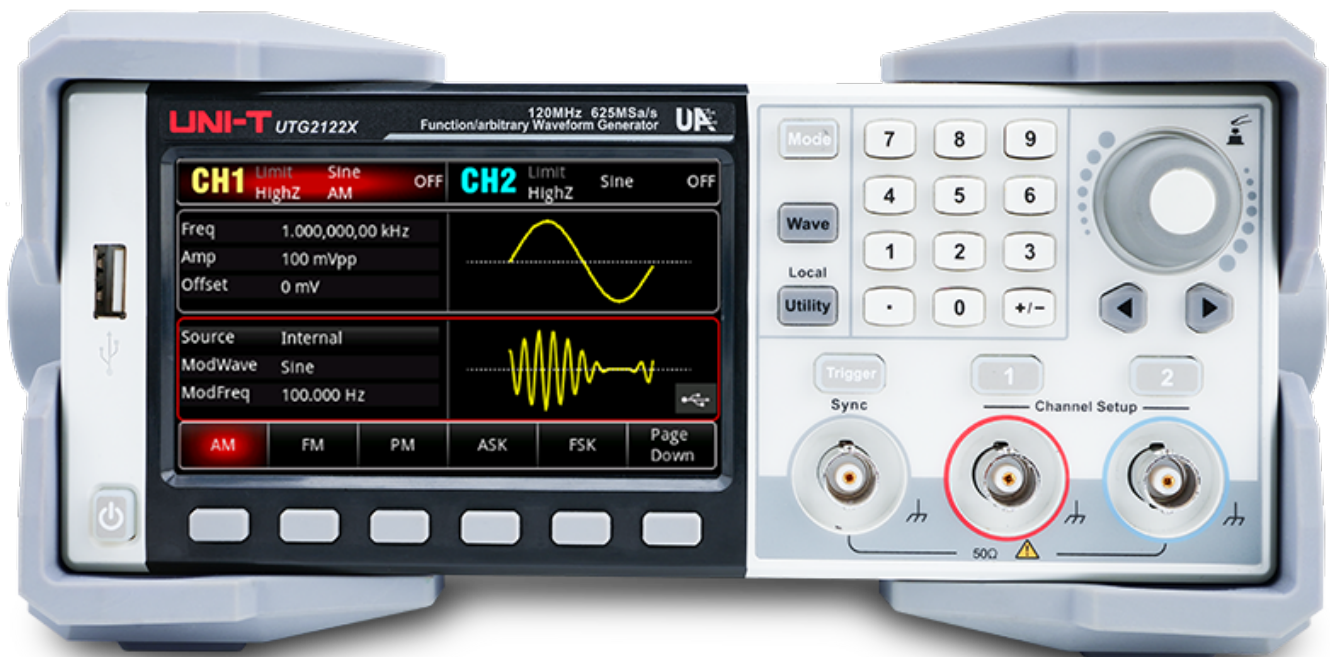 UNI-T UTG2122X
120MHz 625MSa/s
Function/arbitrary Waveform Generator
UA
CH1 Limit Sine OFF
HighZ AM
CH2 Limit Sine OFF
HighZ
Freq 1.000,000,00 kHz
Amp 100 mVpp
Offset 0 mV
Source Internal
ModWave Sine
ModFreq 100.000 Hz
AM FM PM ASK FSK Page Down
Mode
7 8 9
4 5 6
Wave
1 2 3
Local
Utility
. 0 +/−
Trigger 1 2
Sync Channel Setup
50Ω